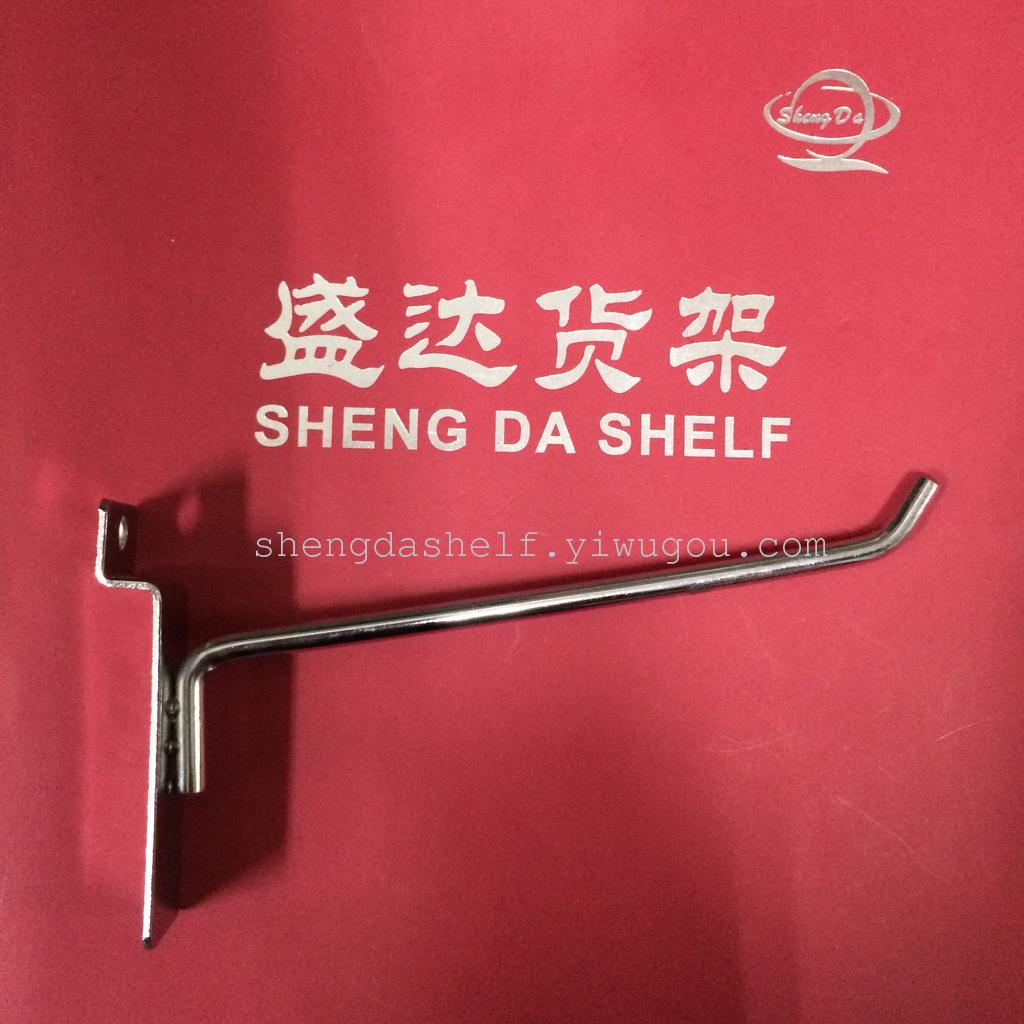 Sheng Da
盛达货架
SHENG DA SHELF
shengdashelf.yiwugou.com